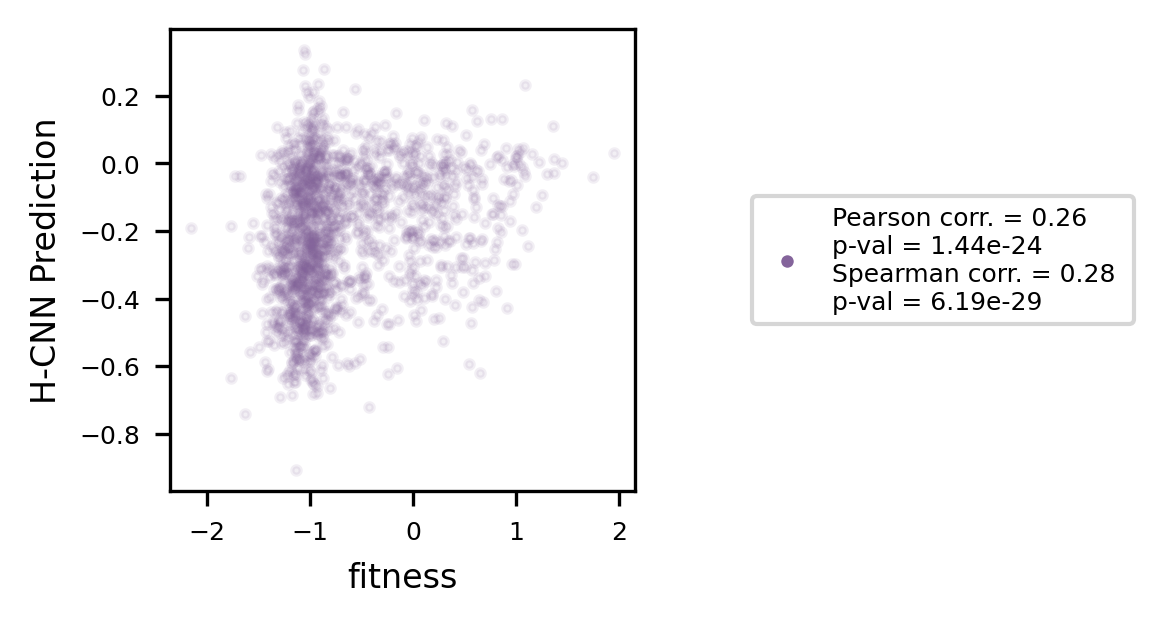 H-CNN Prediction
0.2
0.0
−0.2
−0.4
−0.6
−0.8
−2
−1
0
1
2
fitness
Pearson corr. = 0.26
p-val = 1.44e-24
Spearman corr. = 0.28
p-val = 6.19e-29